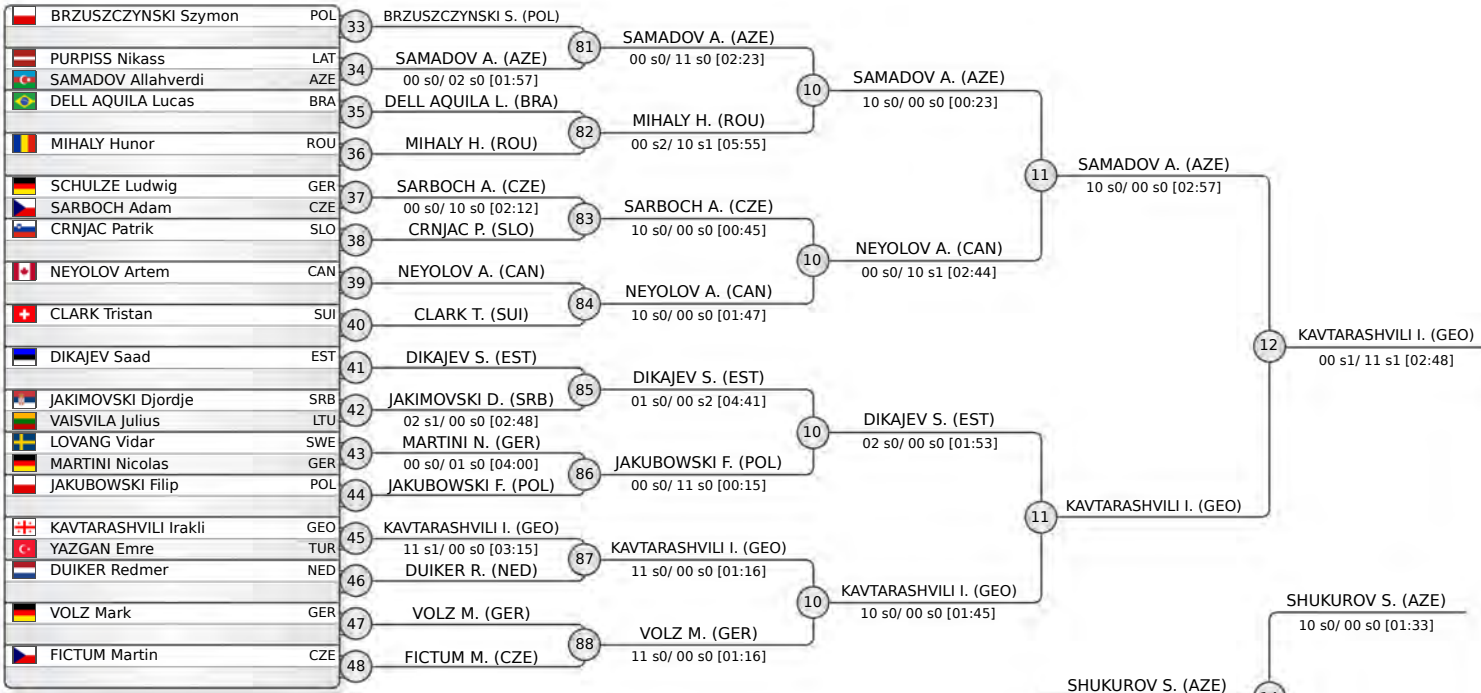 BRZUSZCZYNSKI Szymon POL
PURPISS Nikass LAT
SAMADOV Allahverdi AZE
DELL AQUILA Lucas BRA
MIHALY Hunor ROU
SCHULZE Ludwig GER
SARBOCH Adam CZE
CRNJAC Patrik SLO
NEYOLOV Artem CAN
CLARK Tristan SUI
DIKAJEV Saad EST
JAKIMOVSKI Djordje SRB
VAISVILA Julius LTU
LOVANG Vidar SWE
MARTINI Nicolas GER
JAKUBOWSKI Filip POL
KAVTARASHVILI Irakli GEO
YAZGAN Emre TUR
DUIKER Redmer NED
VOLZ Mark GER
FICTUM Martin CZE
33 BRZUSZCZYNSKI S. (POL)
34 SAMADOV A. (AZE)
00 s0/ 02 s0 [01:57]
35 DELL AQUILA L. (BRA)
36 MIHALY H. (ROU)
37 SARBOCH A. (CZE)
00 s0/ 10 s0 [02:12]
38 CRNJAC P. (SLO)
39 NEYOLOV A. (CAN)
40 CLARK T. (SUI)
41 DIKAJEV S. (EST)
42 JAKIMOVSKI D. (SRB)
02 s1/ 00 s0 [02:48]
43 MARTINI N. (GER)
00 s0/ 01 s0 [04:00]
44 JAKUBOWSKI F. (POL)
45 KAVTARASHVILI I. (GEO)
11 s1/ 00 s0 [03:15]
46 DUIKER R. (NED)
47 VOLZ M. (GER)
48 FICTUM M. (CZE)
81 SAMADOV A. (AZE)
00 s0/ 11 s0 [02:23]
82 MIHALY H. (ROU)
00 s2/ 10 s1 [05:55]
83 SARBOCH A. (CZE)
10 s0/ 00 s0 [00:45]
84 NEYOLOV A. (CAN)
10 s0/ 00 s0 [01:47]
85 DIKAJEV S. (EST)
01 s0/ 00 s2 [04:41]
86 JAKUBOWSKI F. (POL)
00 s0/ 11 s0 [00:15]
87 KAVTARASHVILI I. (GEO)
11 s0/ 00 s0 [01:16]
88 VOLZ M. (GER)
11 s0/ 00 s0 [01:16]
10 SAMADOV A. (AZE)
10 s0/ 00 s0 [00:23]
10 NEYOLOV A. (CAN)
00 s0/ 10 s1 [02:44]
10 DIKAJEV S. (EST)
02 s0/ 00 s0 [01:53]
10 KAVTARASHVILI I. (GEO)
10 s0/ 00 s0 [01:45]
11 SAMADOV A. (AZE)
10 s0/ 00 s0 [02:57]
11 KAVTARASHVILI I. (GEO)
12 KAVTARASHVILI I. (GEO)
00 s1/ 11 s1 [02:48]
SHUKUROV S. (AZE)
10 s0/ 00 s0 [01:33]
SHUKUROV S. (AZE)